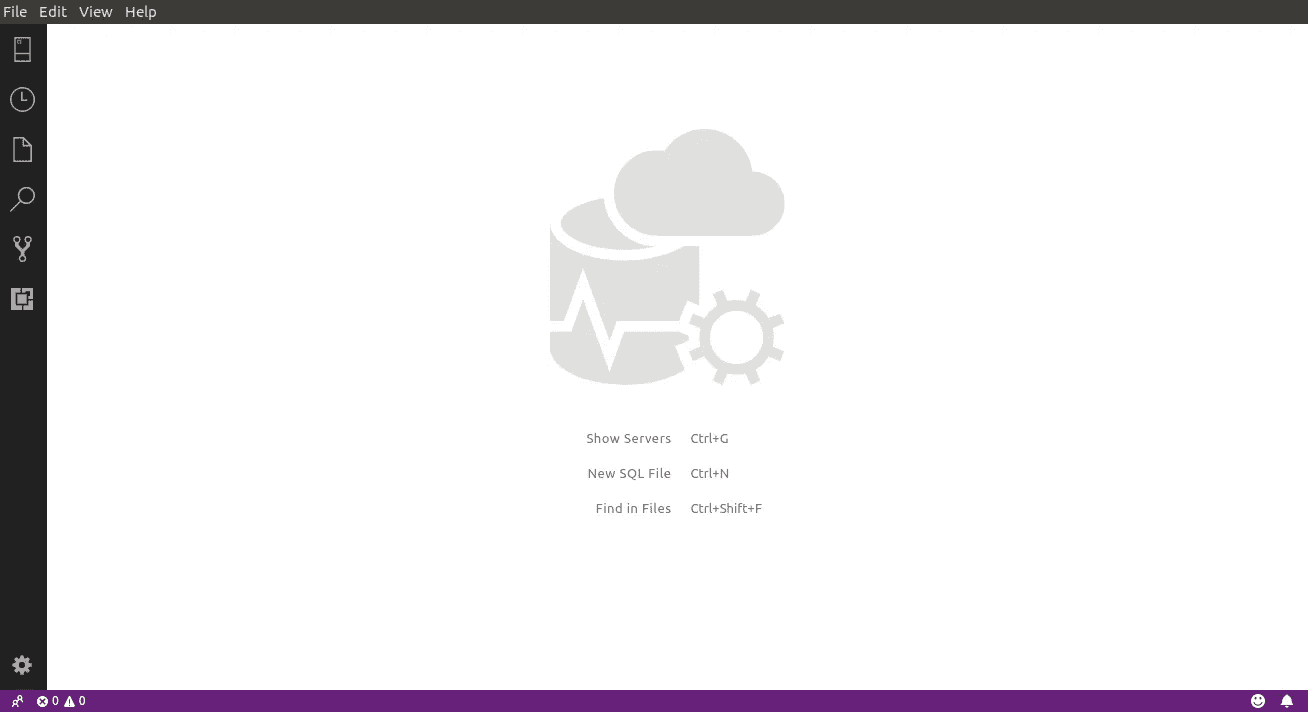 File Edit View Help
Show Servers Ctrl+G
New SQL File Ctrl+N
Find in Files Ctrl+Shift+F
0 0